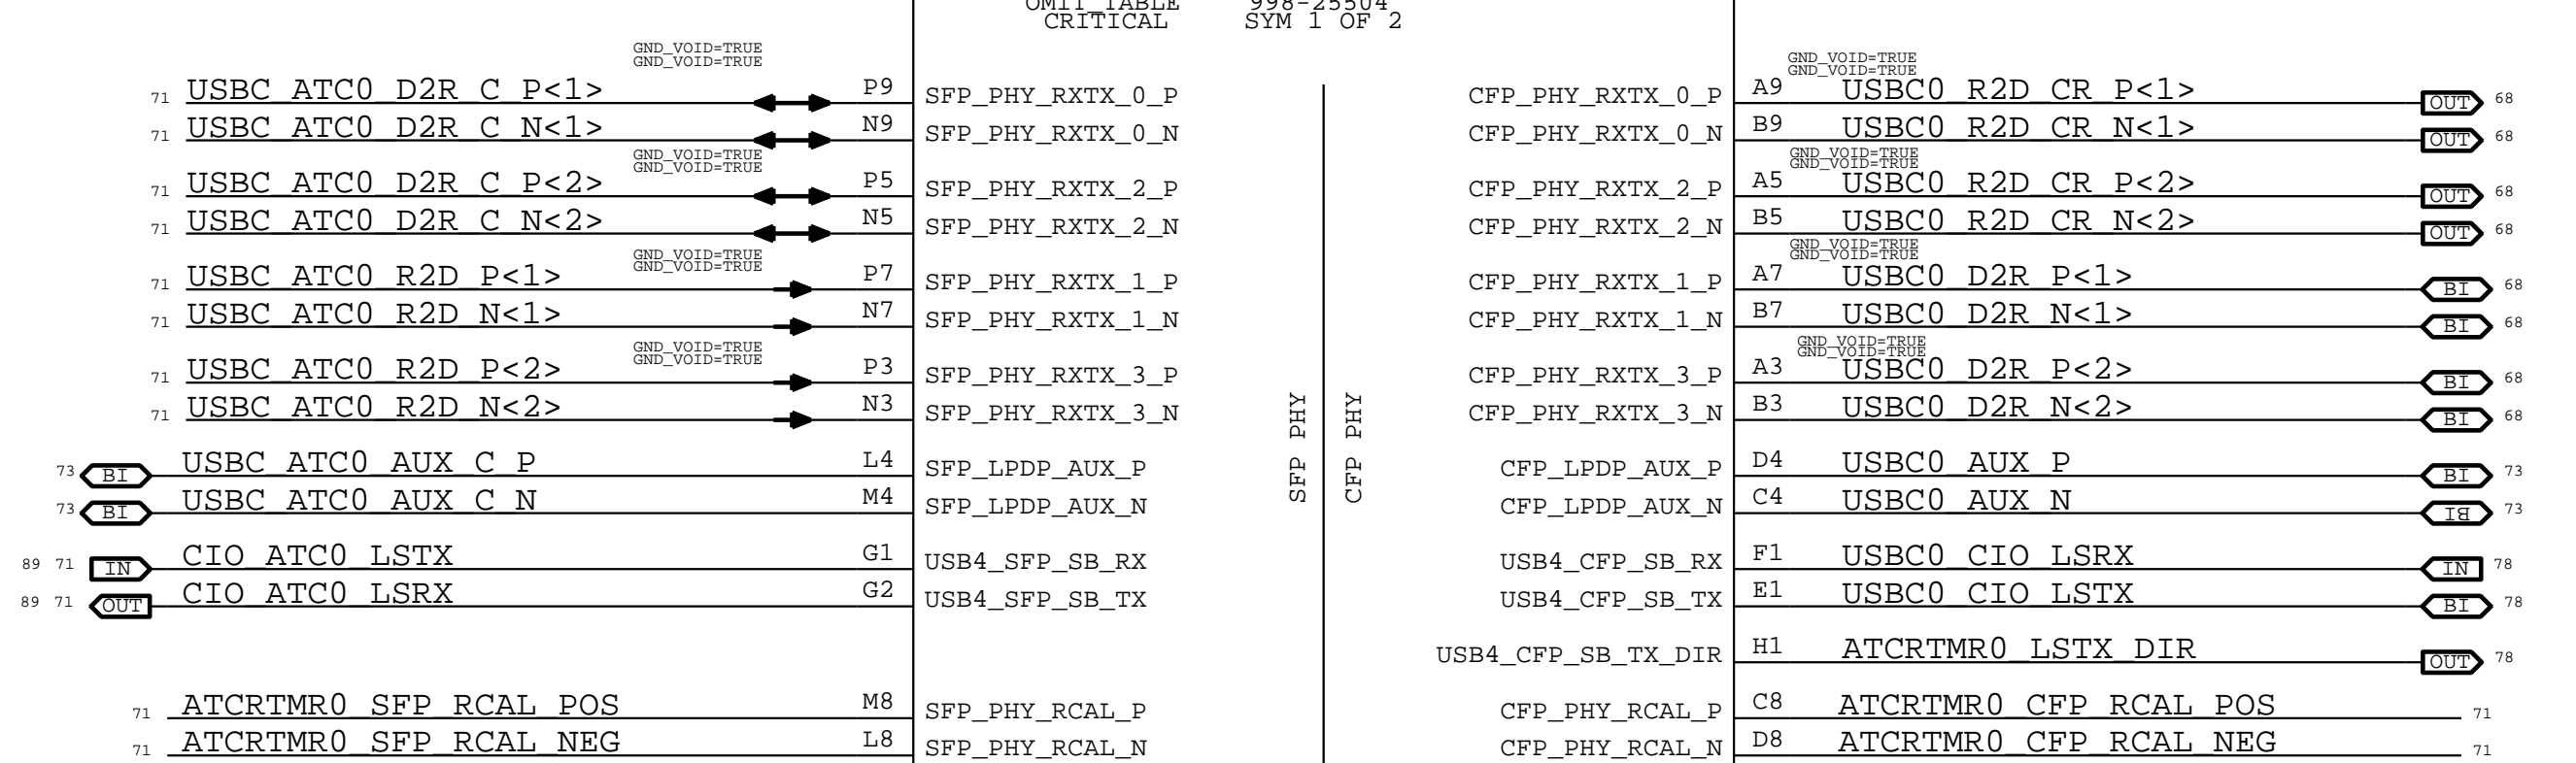 OMIT_TABLE 998-25504
CRITICAL SYM 1 OF 2
GND_VOID=TRUE
GND_VOID=TRUE
GND_VOID=TRUE
GND_VOID=TRUE
71 USBC_ATC0_D2R_C_P<1> P9 SFP_PHY_RXTX_0_P CFP_PHY_RXTX_0_P A9 USBC0_R2D_CR_P<1> OUT 68
71 USBC_ATC0_D2R_C_N<1> N9 SFP_PHY_RXTX_0_N CFP_PHY_RXTX_0_N B9 USBC0_R2D_CR_N<1> OUT 68
GND_VOID=TRUE
GND_VOID=TRUE
GND_VOID=TRUE
GND_VOID=TRUE
71 USBC_ATC0_D2R_C_P<2> P5 SFP_PHY_RXTX_2_P CFP_PHY_RXTX_2_P A5 USBC0_R2D_CR_P<2> OUT 68
71 USBC_ATC0_D2R_C_N<2> N5 SFP_PHY_RXTX_2_N CFP_PHY_RXTX_2_N B5 USBC0_R2D_CR_N<2> OUT 68
GND_VOID=TRUE
GND_VOID=TRUE
GND_VOID=TRUE
GND_VOID=TRUE
71 USBC_ATC0_R2D_P<1> P7 SFP_PHY_RXTX_1_P CFP_PHY_RXTX_1_P A7 USBC0_D2R_P<1> BI 68
71 USBC_ATC0_R2D_N<1> N7 SFP_PHY_RXTX_1_N CFP_PHY_RXTX_1_N B7 USBC0_D2R_N<1> BI 68
GND_VOID=TRUE
GND_VOID=TRUE
GND_VOID=TRUE
GND_VOID=TRUE
71 USBC_ATC0_R2D_P<2> P3 SFP_PHY_RXTX_3_P CFP_PHY_RXTX_3_P A3 USBC0_D2R_P<2> BI 68
71 USBC_ATC0_R2D_N<2> N3 SFP_PHY_RXTX_3_N CFP_PHY_RXTX_3_N B3 USBC0_D2R_N<2> BI 68
SFP PHY
CFP PHY
73 BI USBC_ATC0_AUX_C_P L4 SFP_LPDP_AUX_P CFP_LPDP_AUX_P D4 USBC0_AUX_P BI 73
73 BI USBC_ATC0_AUX_C_N M4 SFP_LPDP_AUX_N CFP_LPDP_AUX_N C4 USBC0_AUX_N BI 73
89 71 IN CIO_ATC0_LSTX G1 USB4_SFP_SB_RX USB4_CFP_SB_RX F1 USBC0_CIO_LSRX IN 78
89 71 OUT CIO_ATC0_LSRX G2 USB4_SFP_SB_TX USB4_CFP_SB_TX E1 USBC0_CIO_LSTX BI 78
USB4_CFP_SB_TX_DIR H1 ATCRTMR0_LSTX_DIR OUT 78
71 ATCRTMR0_SFP_RCAL_POS M8 SFP_PHY_RCAL_P CFP_PHY_RCAL_P C8 ATCRTMR0_CFP_RCAL_POS 71
71 ATCRTMR0_SFP_RCAL_NEG L8 SFP_PHY_RCAL_N CFP_PHY_RCAL_N D8 ATCRTMR0_CFP_RCAL_NEG 71